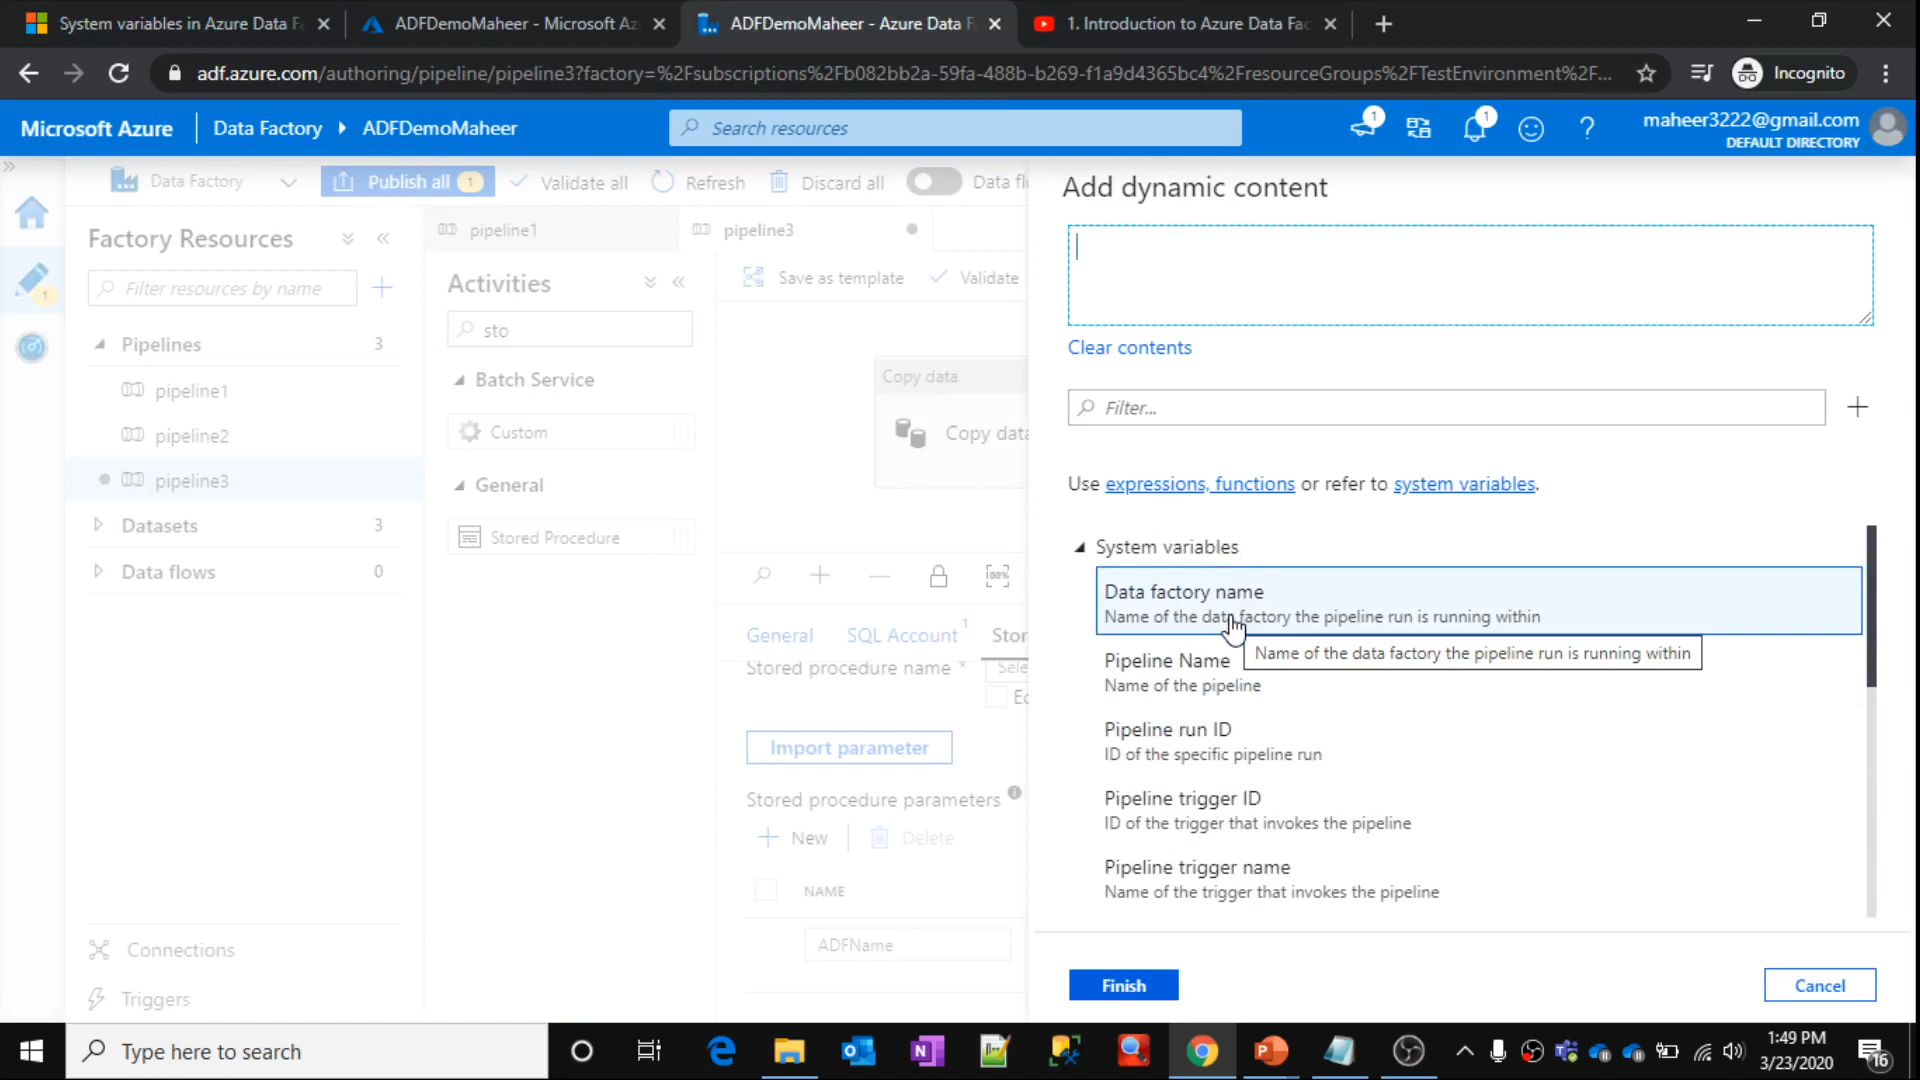 System variables in Azure Data Fa
ADFDemoMaheer - Microsoft Az
ADFDemoMaheer - Azure Data F
1. Introduction to Azure Data Fac
adf.azure.com/authoring/pipeline/pipeline3?factory=%2Fsubscriptions%2Fb082bb2a-59fa-488b-b269-f1a9d4365bc4%2FresourceGroups%2FTestEnvironment%2F...
Incognito
Microsoft Azure
Data Factory
ADFDemoMaheer
Search resources
1
1
maheer3222@gmail.com
DEFAULT DIRECTORY
Data Factory
Publish all 1
Validate all
Refresh
Discard all
Data flo
Factory Resources
Filter resources by name
1
Pipelines 3
pipeline1
pipeline2
pipeline3
Datasets 3
Data flows 0
Connections
Triggers
pipeline1
pipeline3
Activities
sto
Batch Service
Custom
General
Stored Procedure
Save as template
Validate
Copy data
Copy data
100%
General
SQL Account 1
Stor
Stored procedure name *
Sele
Ed
Import parameter
Stored procedure parameters
New
Delete
NAME
ADFName
Add dynamic content
Clear contents
Filter...
Use expressions, functions or refer to system variables.
System variables
Data factory name
Name of the data factory the pipeline run is running within
Name of the data factory the pipeline run is running within
Pipeline Name
Name of the pipeline
Pipeline run ID
ID of the specific pipeline run
Pipeline trigger ID
ID of the trigger that invokes the pipeline
Pipeline trigger name
Name of the trigger that invokes the pipeline
Finish
Cancel
Type here to search
1:49 PM
3/23/2020
16